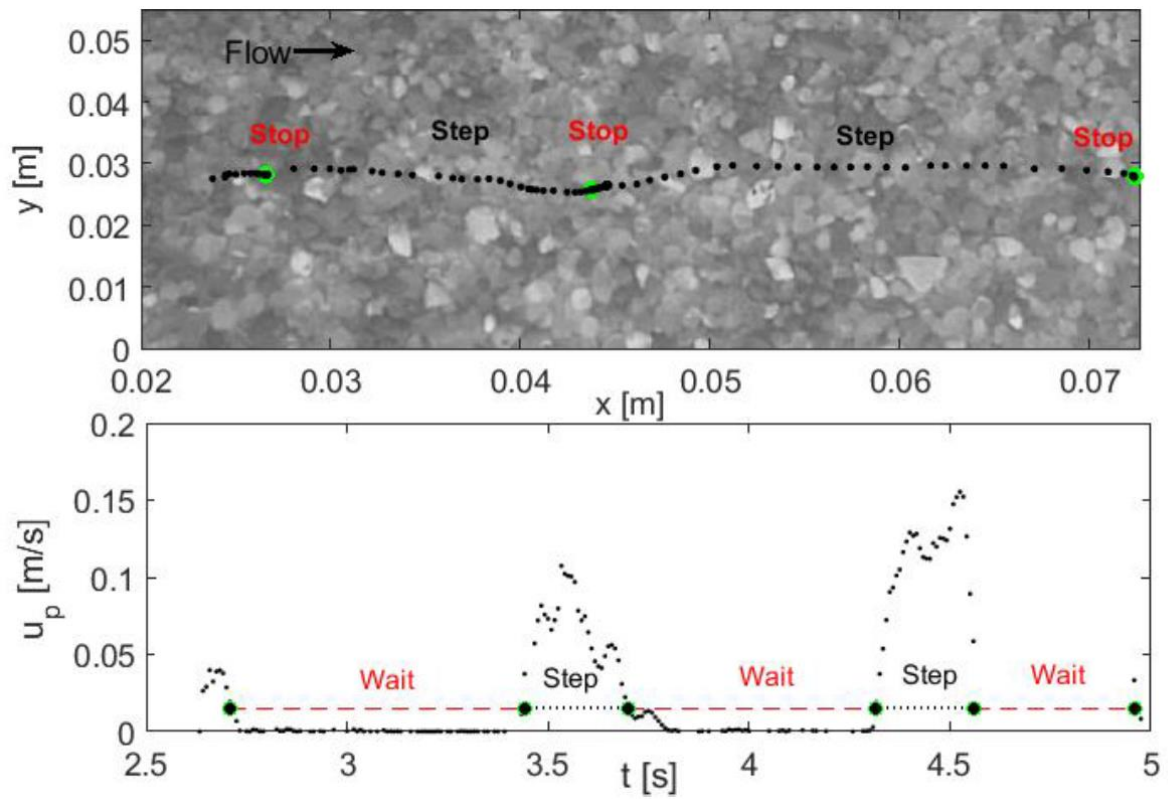 0.05
Flow
0.04
Stop Step Stop Step Stop
0.03
y [m]
0.02
0.01
0
0.02 0.03 0.04 0.05 0.06 0.07
x [m]
0.2
0.15
0.1
u_p [m/s]
0.05
Wait Step Wait Step Wait
0
2.5 3 3.5 4 4.5 5
t [s]